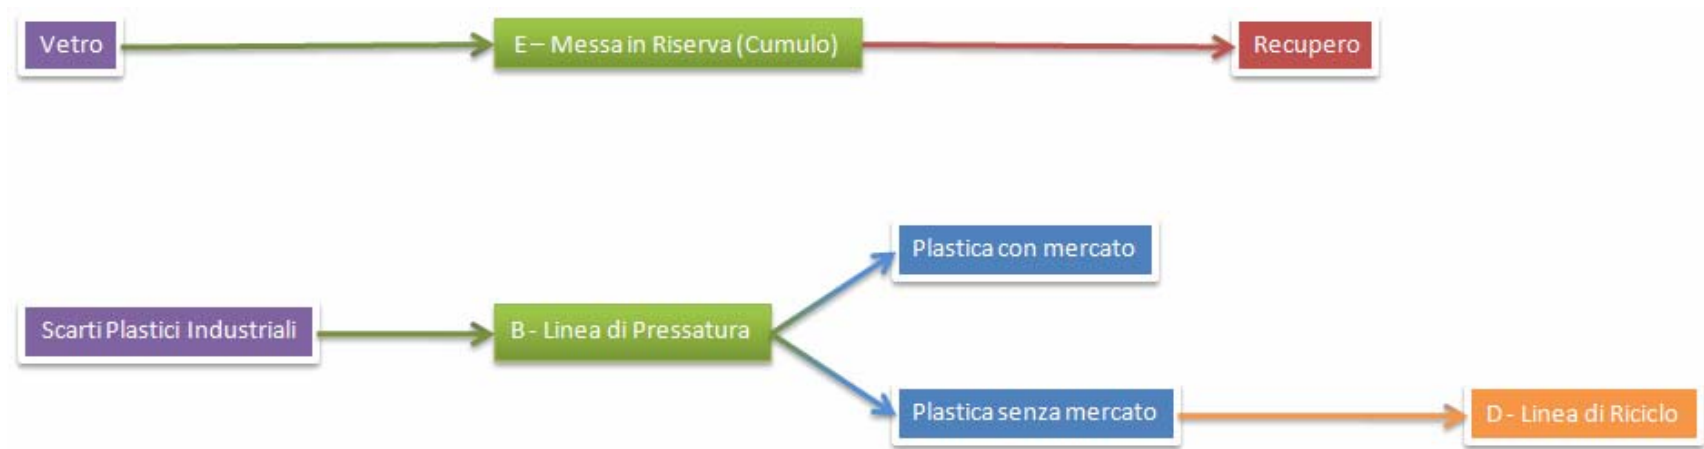 Vetro
E – Messa in Riserva (Cumulo)
Recupero
Plastica con mercato
Scarti Plastici Industriali
B - Linea di Pressatura
Plastica senza mercato
D - Linea di Riciclo